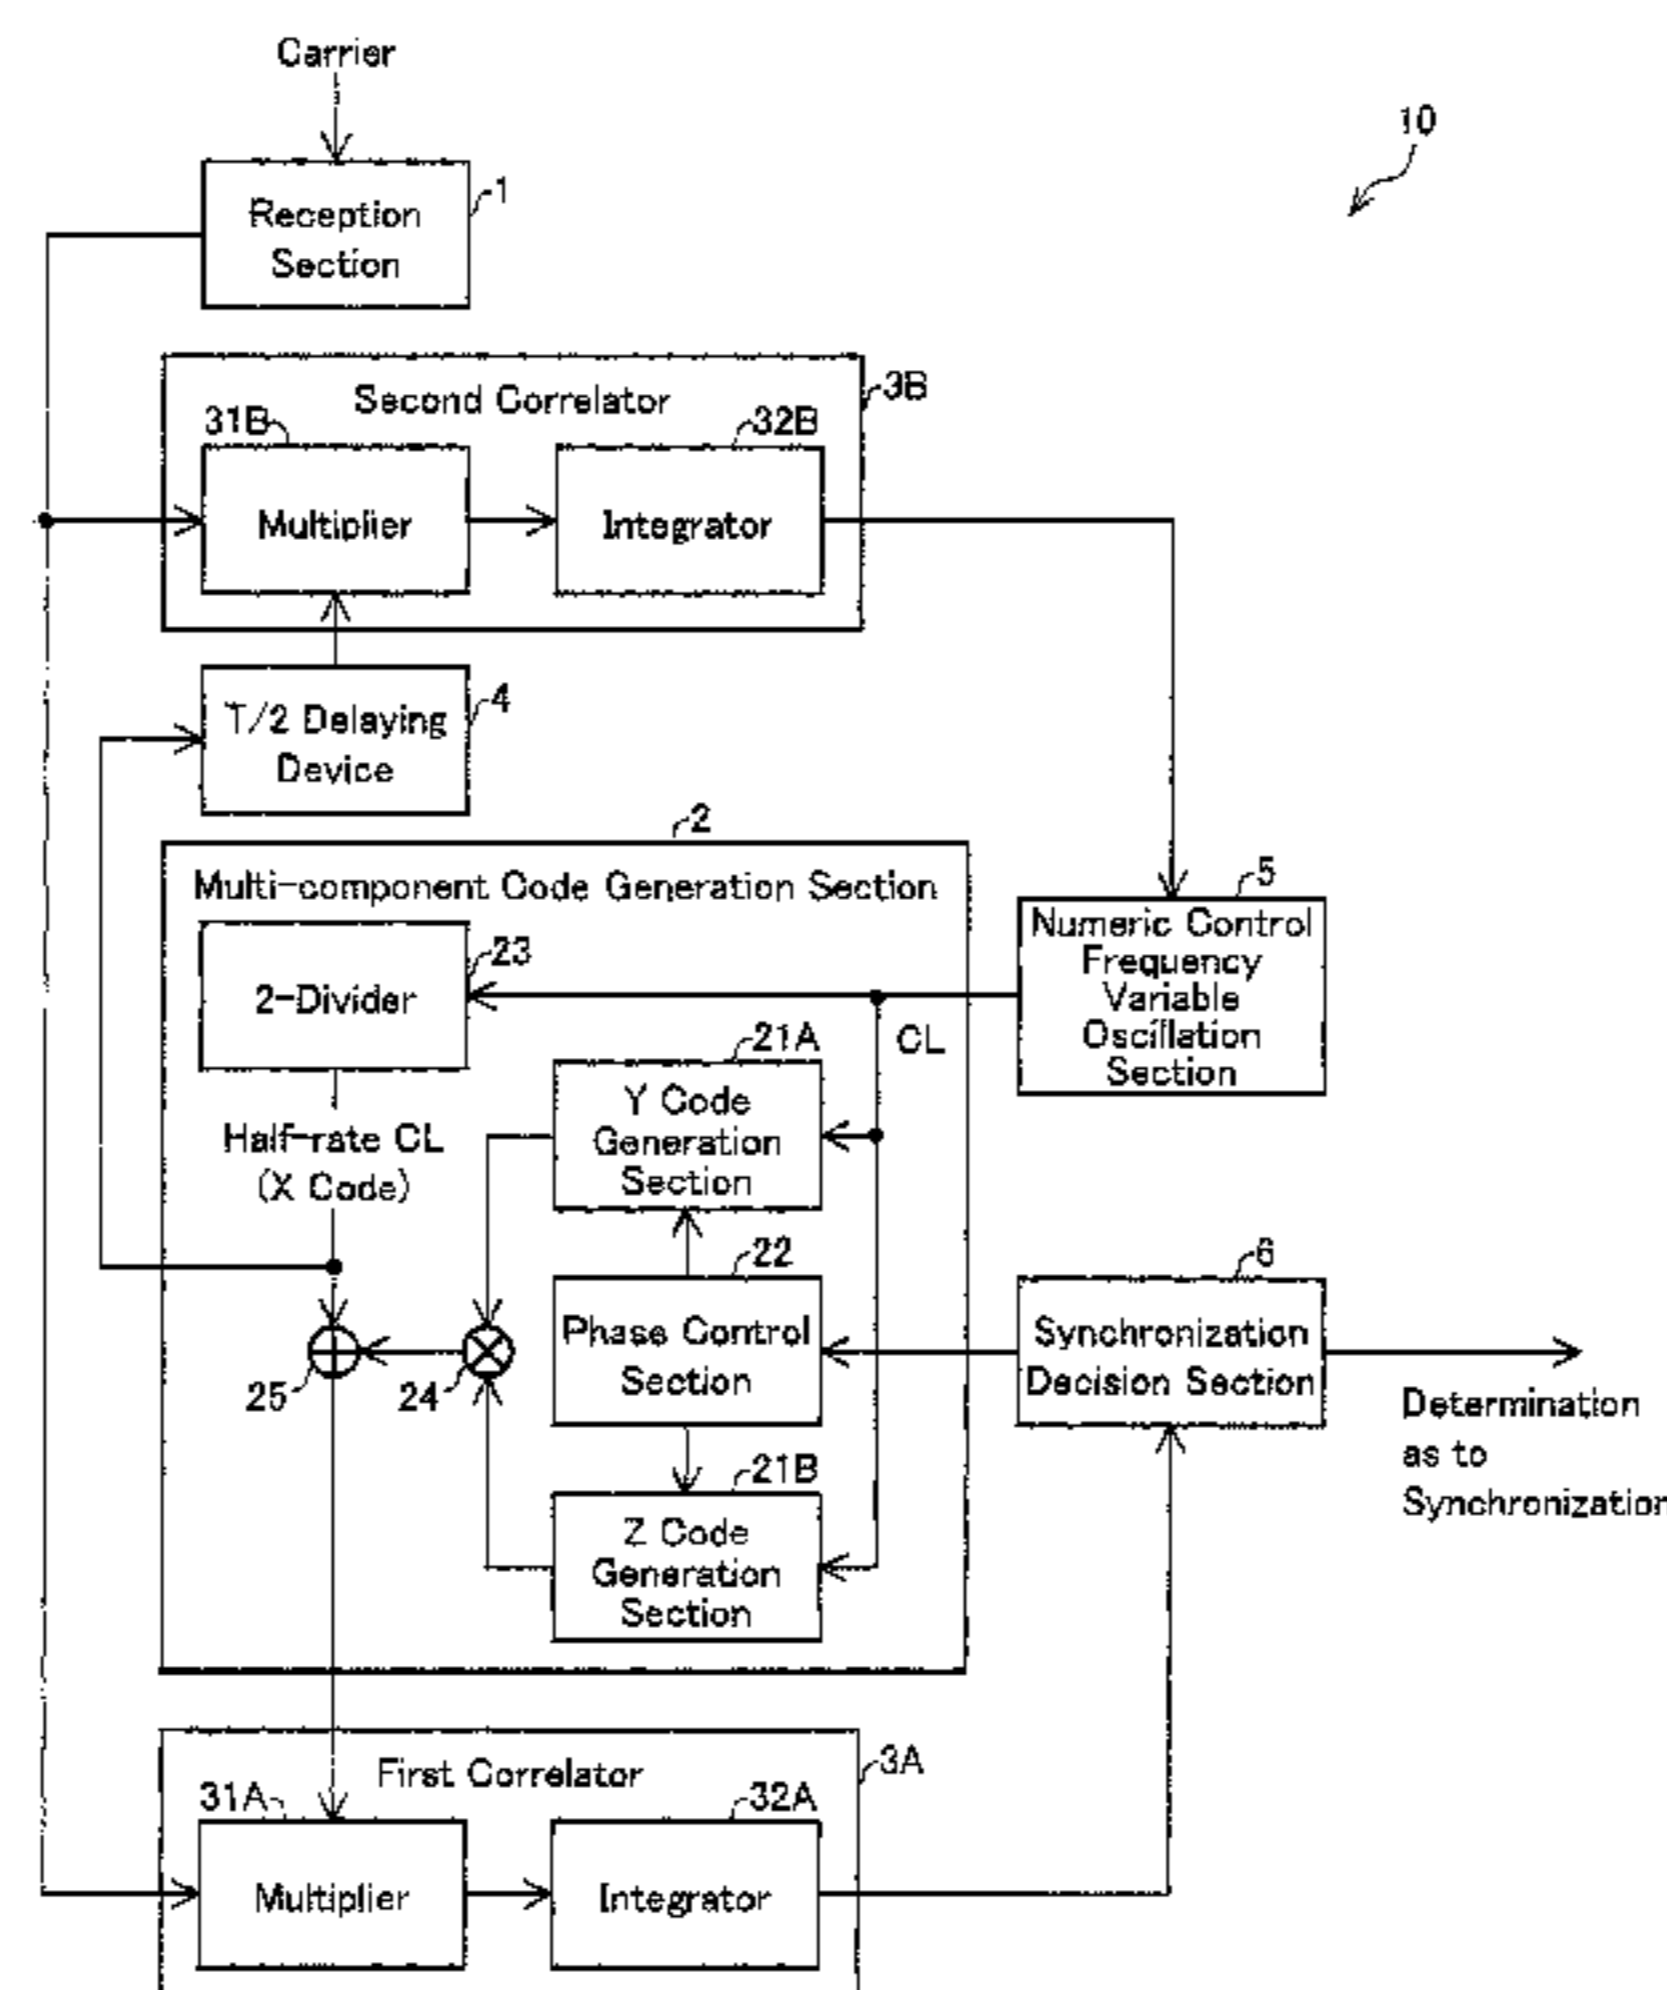 Carrier
10
1
Reception
Section
3B
Second Correlator
31B
32B
Multiplier
Integrator
4
T/2 Delaying
Device
2
Multi-component Code Generation Section
5
Numeric Control
Frequency
Variable
Oscillation
Section
23
2-Divider
CL
21A
Y Code
Generation
Section
Half-rate CL
(X Code)
22
Phase Control
Section
6
Synchronization
Decision Section
25
24
Determination
as to
Synchronization
21B
Z Code
Generation
Section
3A
First Correlator
31A
32A
Multiplier
Integrator